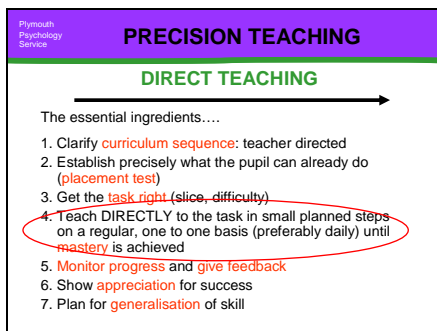 Plymouth
Psychology
Service
PRECISION TEACHING
DIRECT TEACHING
The essential ingredients….
1. Clarify curriculum sequence: teacher directed
2. Establish precisely what the pupil can already do
(placement test)
3. Get the task right (slice, difficulty)
4. Teach DIRECTLY to the task in small planned steps
on a regular, one to one basis (preferably daily) until
mastery is achieved
5. Monitor progress and give feedback
6. Show appreciation for success
7. Plan for generalisation of skill